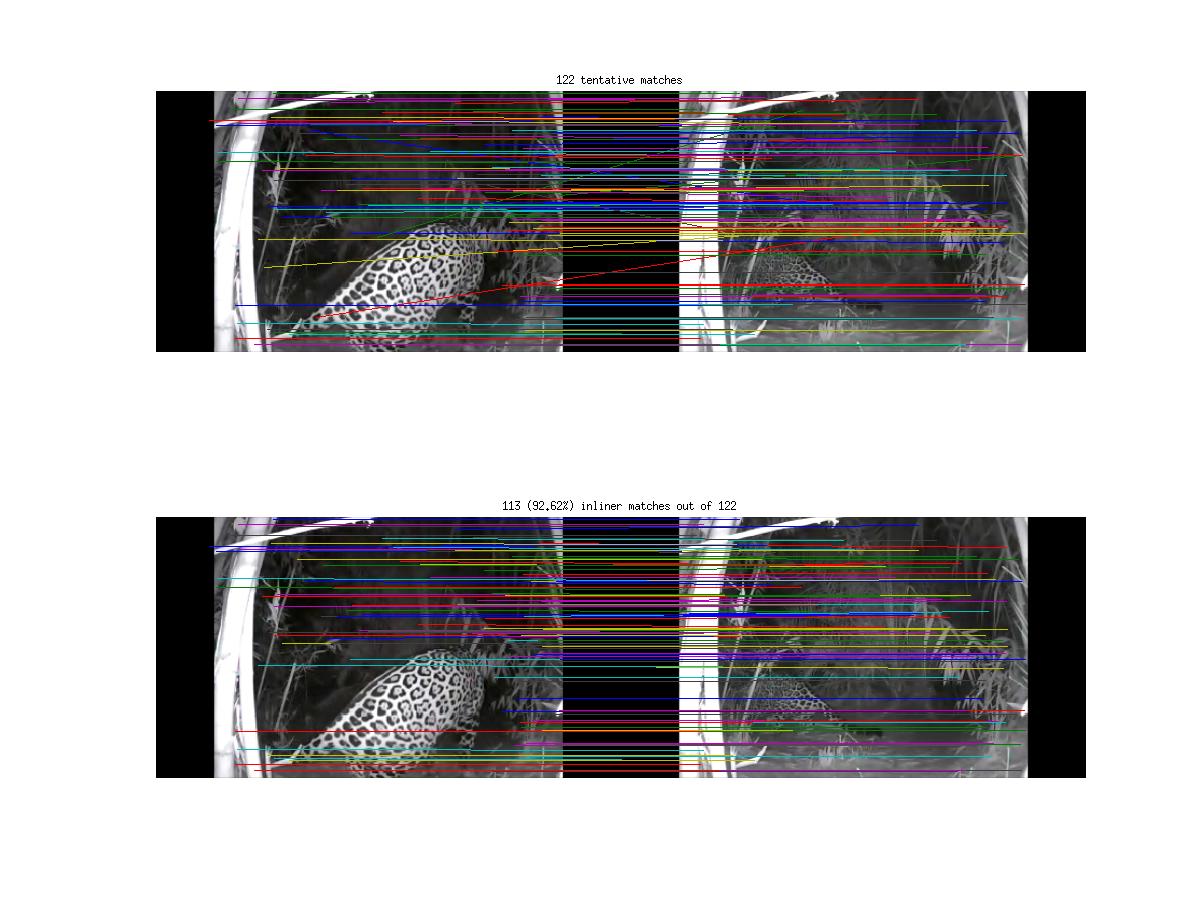 122 tentative matches
113 (92.62%) inliner matches out of 122